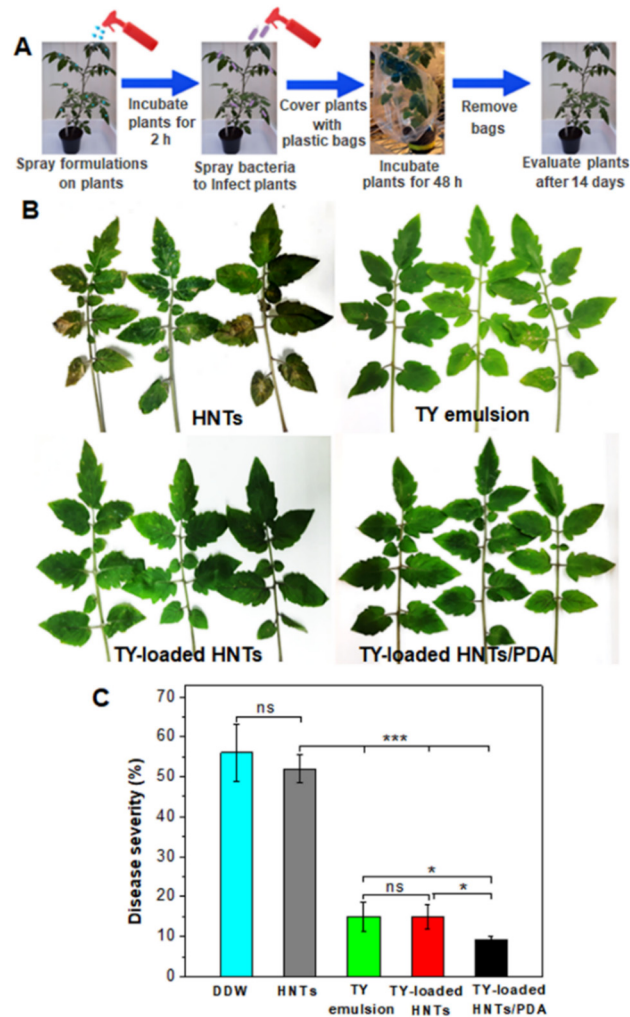 A
Incubate
plants for
2 h
Cover plants
with
plastic bags
Remove
bags
Spray formulations
on plants
Spray bacteria
to Infect plants
Incubate
plants for 48 h
Evaluate plants
after 14 days
B
HNTs
TY emulsion
TY-loaded HNTs
TY-loaded HNTs/PDA
C
Disease severity (%)
70
60
50
40
30
20
10
0
ns
***
*
ns
*
DDW
HNTs
TY
emulsion
TY-loaded
HNTs
TY-loaded
HNTs/PDA